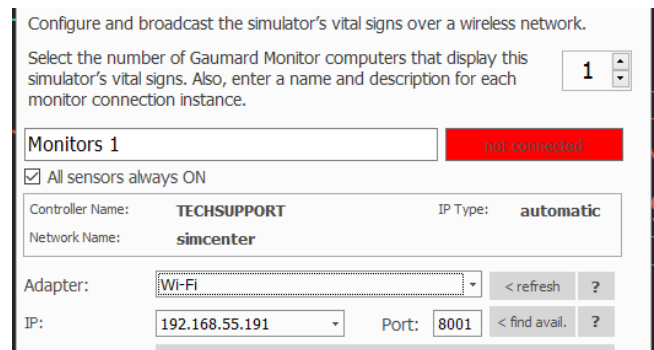 Configure and broadcast the simulator's vital signs over a wireless network.
Select the number of Gaumard Monitor computers that display this
simulator's vital signs. Also, enter a name and description for each
monitor connection instance.
1
Monitors 1
not connected
All sensors always ON
Controller Name: TECHSUPPORT IP Type: automatic
Network Name: simcenter
Adapter: Wi-Fi < refresh ?
IP: 192.168.55.191 Port: 8001 < find avail. ?